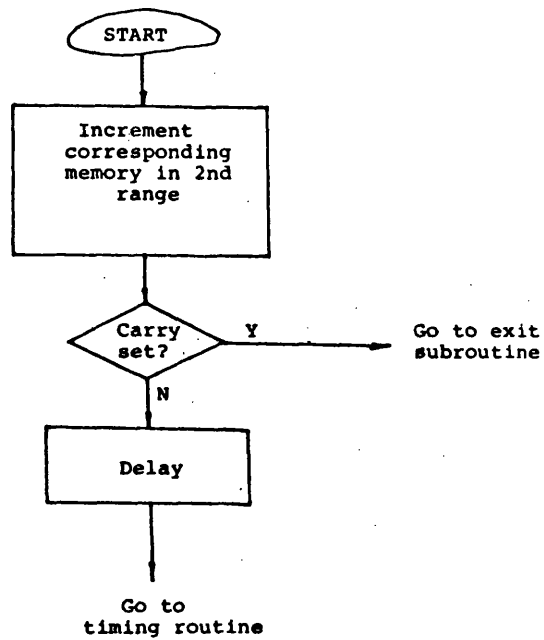 START
Increment
corresponding
memory in 2nd
range
Carry
set?
Y
Go to exit
subroutine
N
Delay
Go to
timing routine